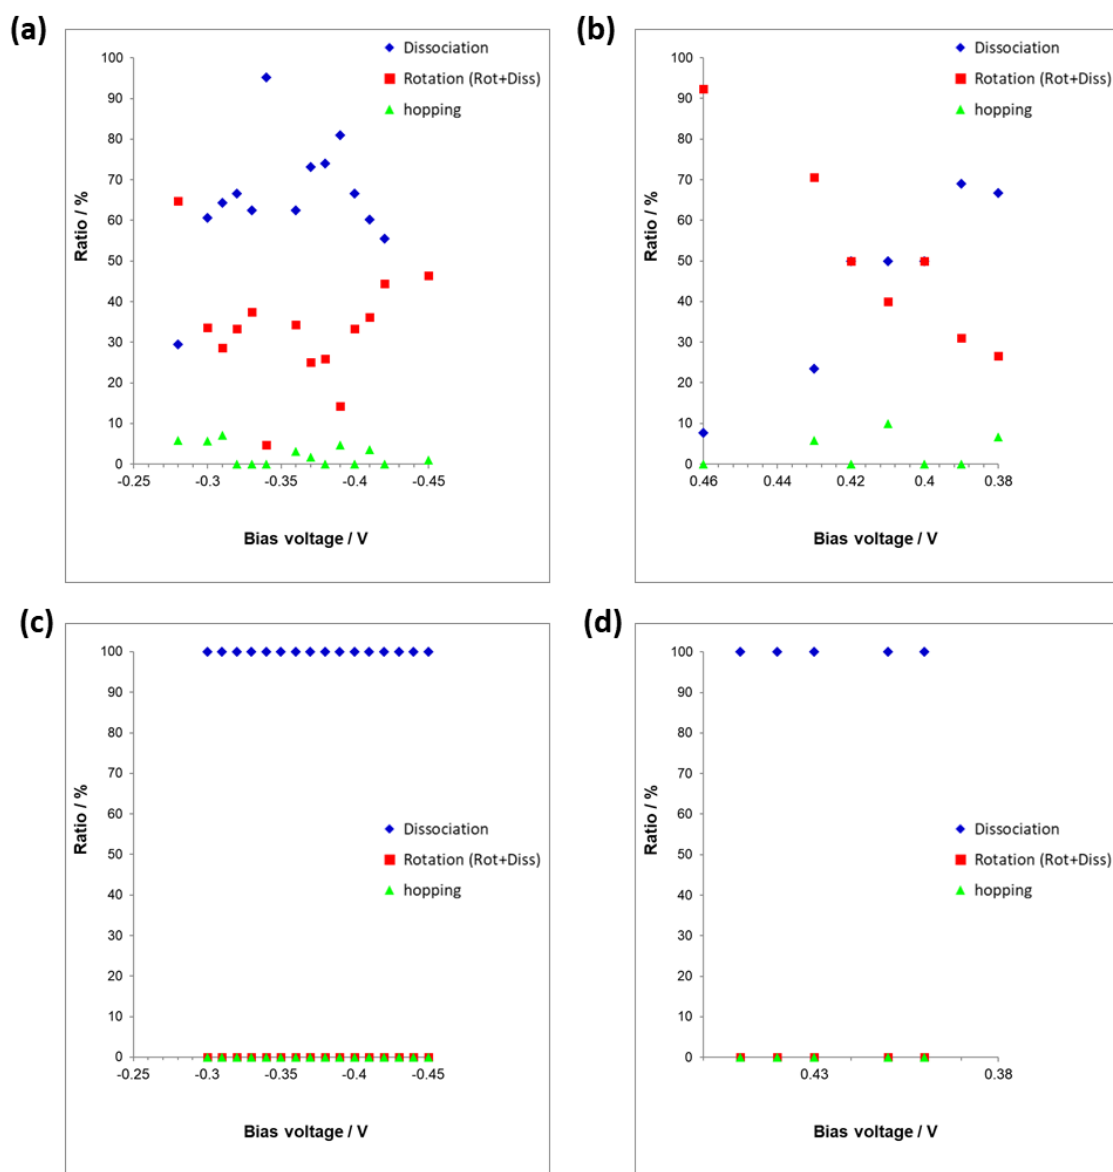 (a)
Dissociation
Rotation (Rot+Diss)
hopping
100
90
80
70
60
50
40
30
20
10
0
Ratio / %
-0.25 -0.3 -0.35 -0.4 -0.45
Bias voltage / V
(b)
Dissociation
Rotation (Rot+Diss)
hopping
100
90
80
70
60
50
40
30
20
10
0
Ratio / %
0.46 0.44 0.42 0.4 0.38
Bias voltage / V
(c)
100
90
80
70
60
50
40
30
20
10
0
Ratio / %
Dissociation
Rotation (Rot+Diss)
hopping
-0.25 -0.3 -0.35 -0.4 -0.45
Bias voltage / V
(d)
100
90
80
70
60
50
40
30
20
10
0
Ratio / %
Dissociation
Rotation (Rot+Diss)
hopping
0.43 0.38
Bias voltage / V